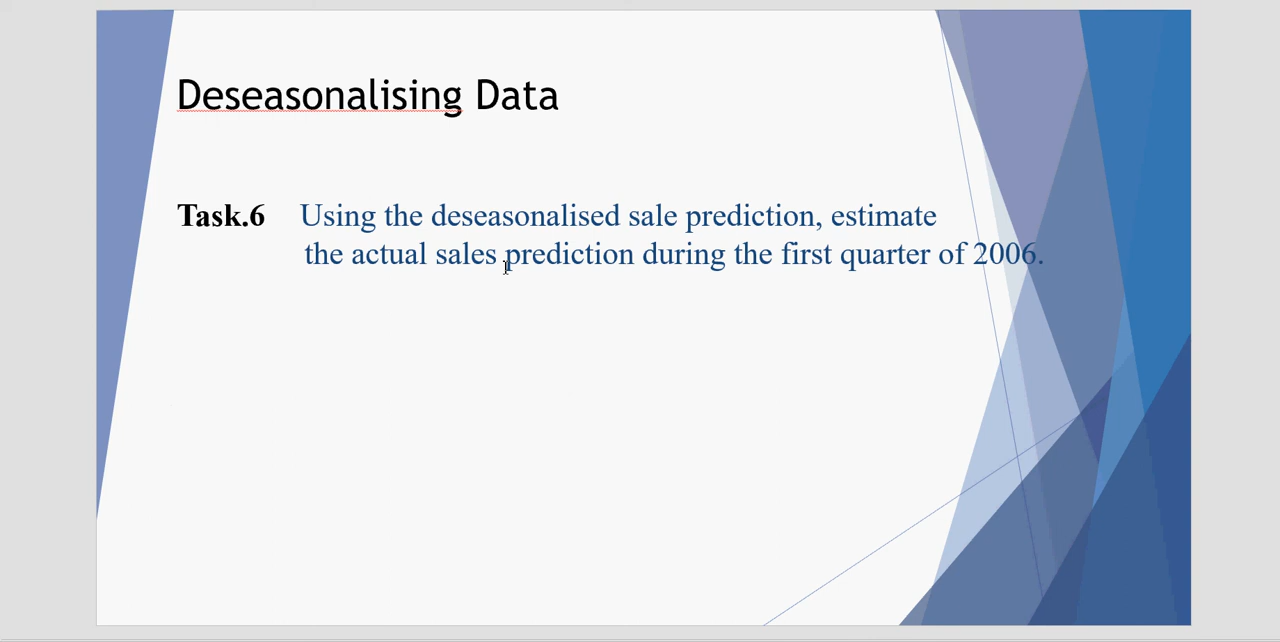 Deseasonalising Data
Task.6 Using the deseasonalised sale prediction, estimate
the actual sales prediction during the first quarter of 2006.